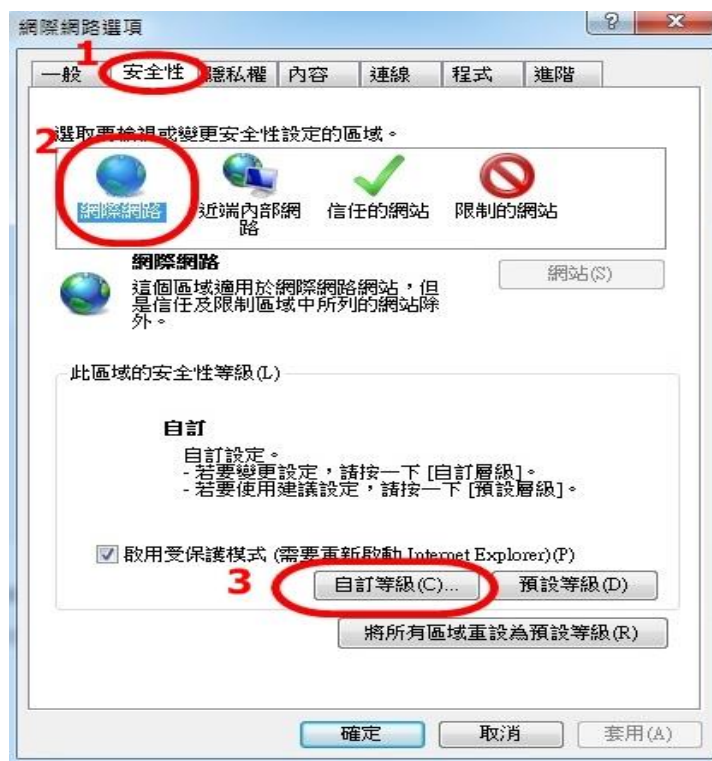 網際網路選項
1
一般 安全性 隱私權 內容 連線 程式 進階
2
選取要檢視或變更安全性設定的區域。
網際網路 近端內部網路 信任的網站 限制的網站
網際網路
這個區域適用於網際網路網站，但
是信任及限制區域中所列的網站除
外。
網站(S)
此區域的安全性等級(L)
自訂
自訂設定。
- 若要變更設定，請按一下 [自訂層級]。
- 若要使用建議設定，請按一下 [預設層級]。
啟用受保護模式 (需要重新啟動 Internet Explorer)(P)
3
自訂等級(C)... 預設等級(D)
將所有區域重設為預設等級(R)
確定 取消 套用(A)